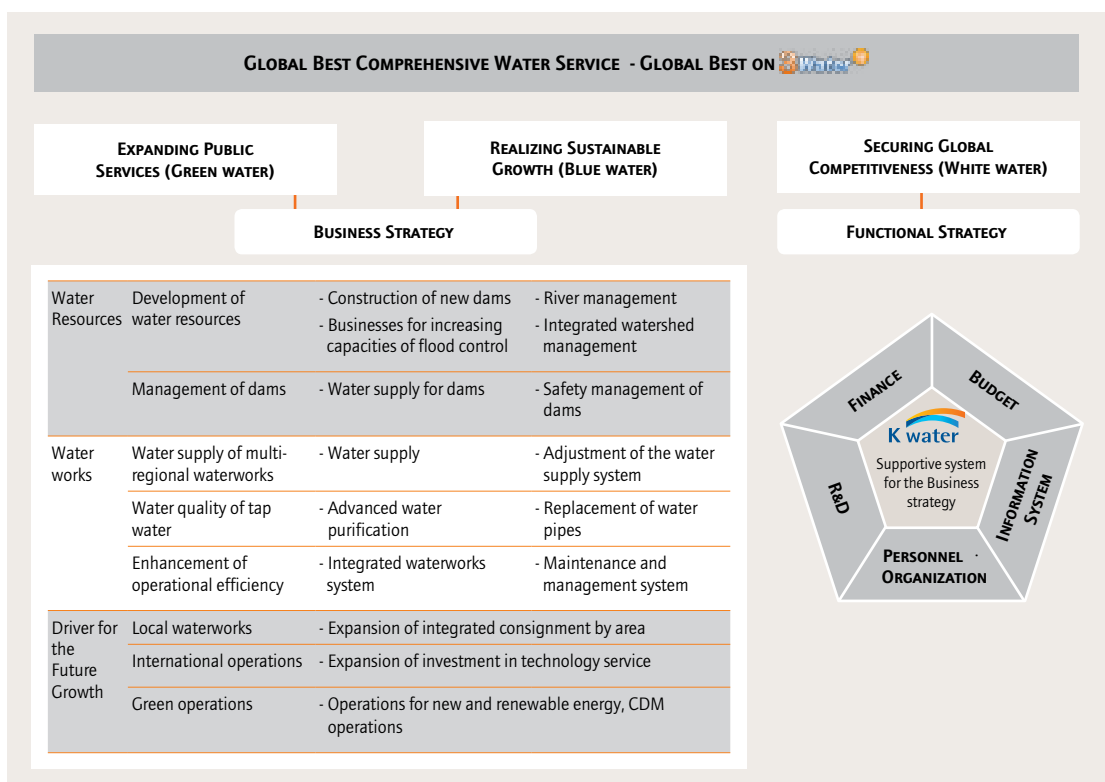 GLOBAL BEST COMPREHENSIVE WATER SERVICE - GLOBAL BEST ON 3Water
EXPANDING PUBLIC
SERVICES (GREEN WATER)
REALIZING SUSTAINABLE
GROWTH (BLUE WATER)
SECURING GLOBAL
COMPETITIVENESS (WHITE WATER)
BUSINESS STRATEGY
FUNCTIONAL STRATEGY
Water
Resources
Development of
water resources
- Construction of new dams
- Businesses for increasing
capacities of flood control
- River management
- Integrated watershed
management
Management of dams
- Water supply for dams
- Safety management of
dams
Water
works
Water supply of multi-
regional waterworks
- Water supply
- Adjustment of the water
supply system
Water quality of tap
water
- Advanced water
purification
- Replacement of water
pipes
Enhancement of
operational efficiency
- Integrated waterworks
system
- Maintenance and
management system
Driver for
the
Future
Growth
Local waterworks
- Expansion of integrated consignment by area
International operations
- Expansion of investment in technology service
Green operations
- Operations for new and renewable energy, CDM
operations
FINANCE
BUDGET
K water
Supportive system
for the Business
strategy
R&D
INFORMATION
SYSTEM
PERSONNEL ·
ORGANIZATION